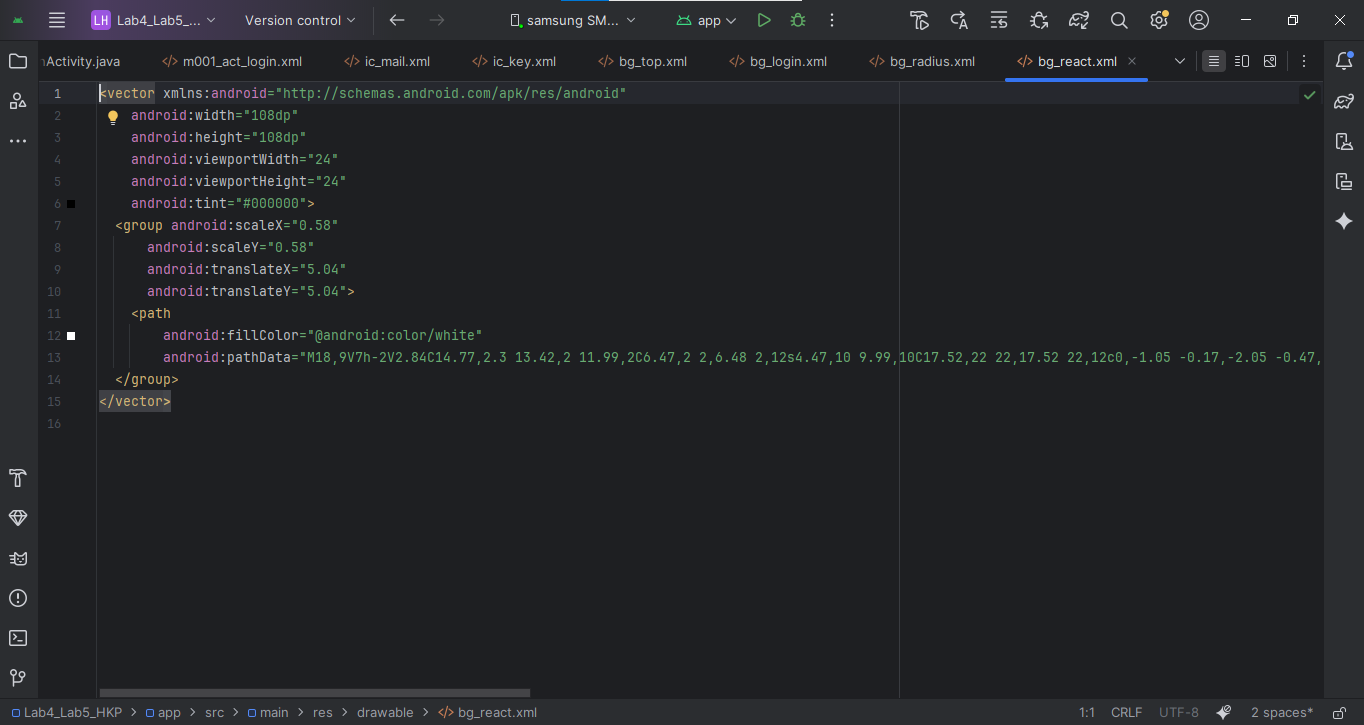 LH Lab4_Lab5_... Version control samsung SM... app
Activity.java m001_act_login.xml ic_mail.xml ic_key.xml bg_top.xml bg_login.xml bg_radius.xml bg_react.xml
1 <vector xmlns:android="http://schemas.android.com/apk/res/android"
2 android:width="108dp"
3 android:height="108dp"
4 android:viewportWidth="24"
5 android:viewportHeight="24"
6 android:tint="#000000">
7 <group android:scaleX="0.58"
8 android:scaleY="0.58"
9 android:translateX="5.04"
10 android:translateY="5.04">
11 <path
12 android:fillColor="@android:color/white"
13 android:pathData="M18,9V7h-2V2.84C14.77,2.3 13.42,2 11.99,2C6.47,2 2,6.48 2,12s4.47,10 9.99,10C17.52,22 22,17.52 22,12c0,-1.05 -0.17,-2.05 -0.47,
14 </group>
15 </vector>
16
Lab4_Lab5_HKP > app > src > main > res > drawable > bg_react.xml 1:1 CRLF UTF-8 2 spaces*